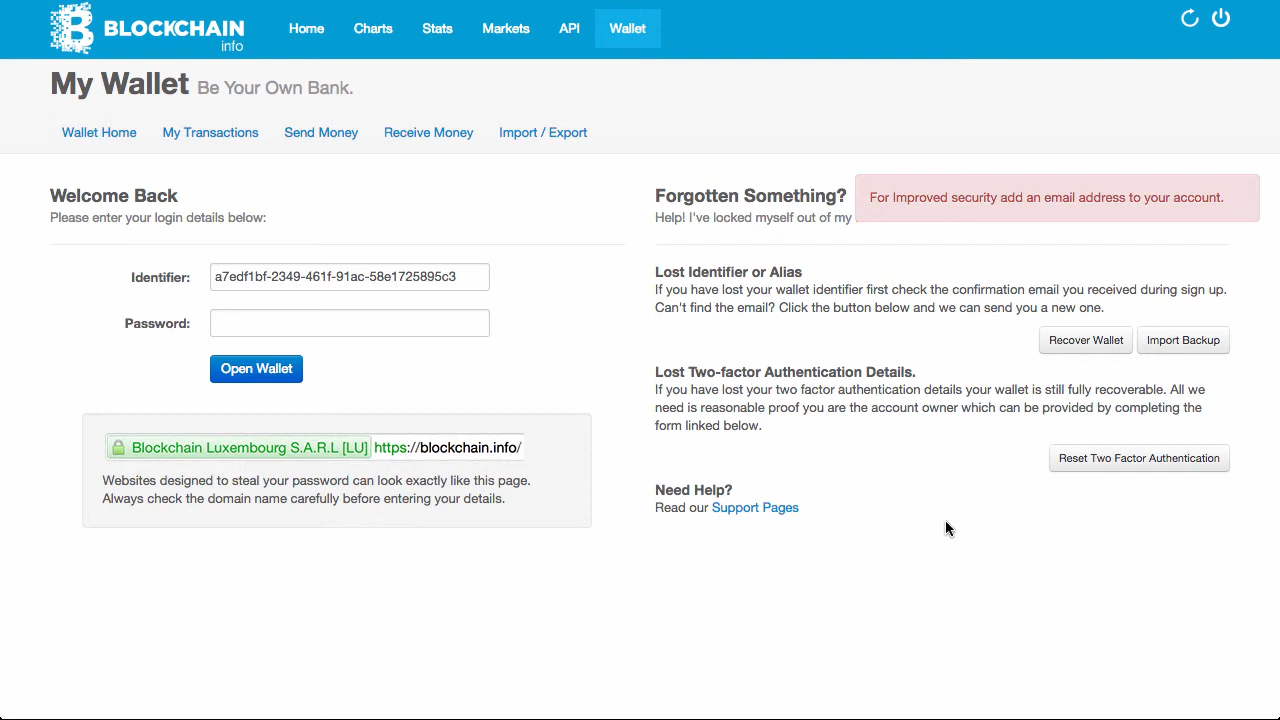 BLOCKCHAIN
info
Home Charts Stats Markets API Wallet
My Wallet Be Your Own Bank.
Wallet Home My Transactions Send Money Receive Money Import / Export
Welcome Back
Please enter your login details below:
Identifier: a7edf1bf-2349-461f-91ac-58e1725895c3
Password:
Open Wallet
Blockchain Luxembourg S.A.R.L [LU] https://blockchain.info/
Websites designed to steal your password can look exactly like this page.
Always check the domain name carefully before entering your details.
Forgotten Something?
Help! I've locked myself out of my
For Improved security add an email address to your account.
Lost Identifier or Alias
If you have lost your wallet identifier first check the confirmation email you received during sign up.
Can't find the email? Click the button below and we can send you a new one.
Recover Wallet Import Backup
Lost Two-factor Authentication Details.
If you have lost your two factor authentication details your wallet is still fully recoverable. All we
need is reasonable proof you are the account owner which can be provided by completing the
form linked below.
Reset Two Factor Authentication
Need Help?
Read our Support Pages